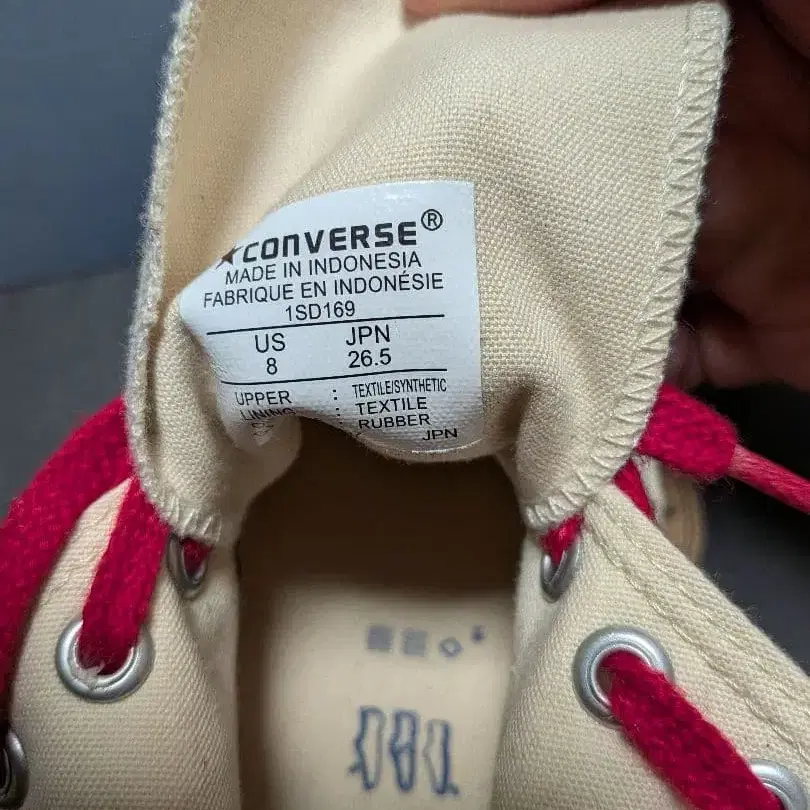 ★CONVERSE®
MADE IN INDONESIA
FABRIQUE EN INDONÉSIE
1SD169
US JPN
8 26.5
UPPER : TEXTILE/SYNTHETIC
LINING : TEXTILE
: RUBBER
JPN